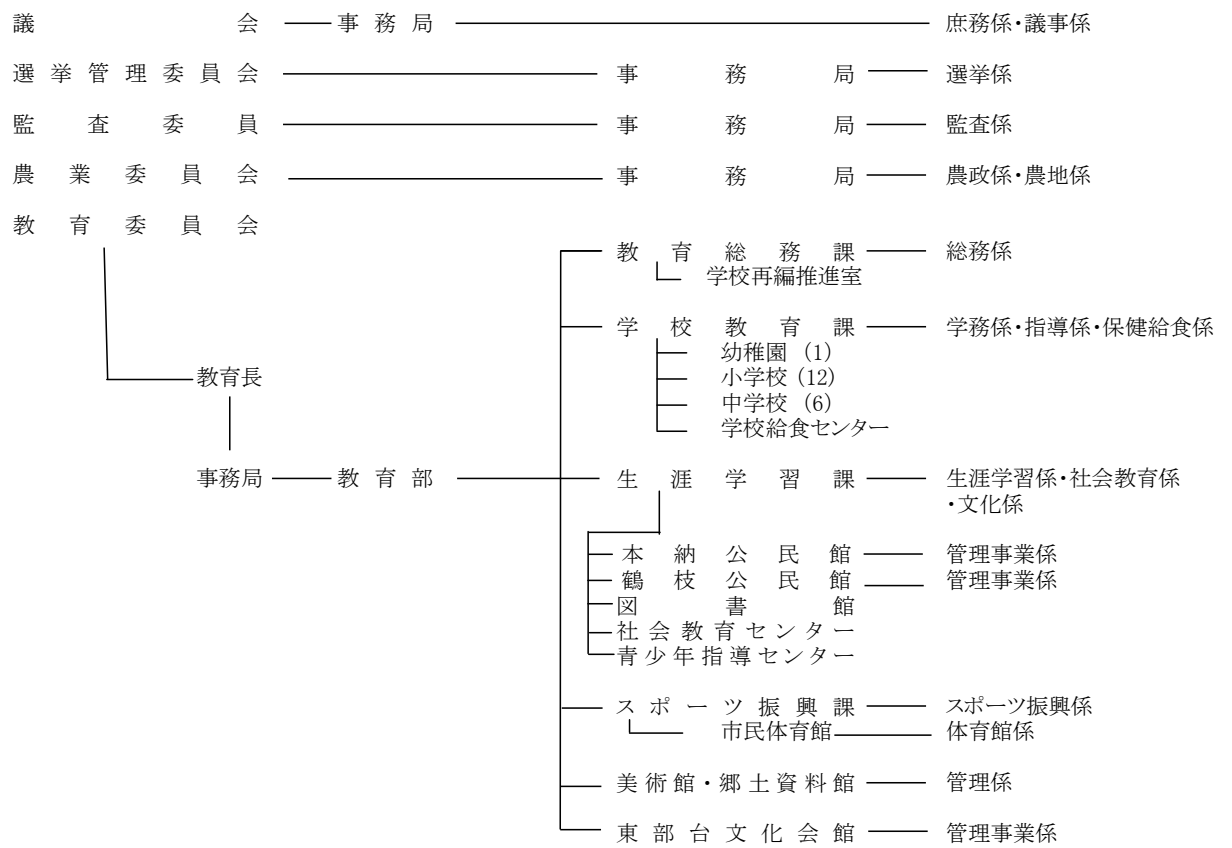 議会 事務局 庶務係・議事係
選挙管理委員会 事務局 選挙係
監査委員 事務局 監査係
農業委員会 事務局 農政係・農地係
教育委員会
教育総務課 総務係
学校再編推進室
学校教育課 学務係・指導係・保健給食係
幼稚園 (1)
小学校 (12)
教育長
中学校 (6)
学校給食センター
事務局 教育部 生涯学習課 生涯学習係・社会教育係
・文化係
本納公民館 管理事業係
鶴枝公民館 管理事業係
図書館
社会教育センター
青少年指導センター
スポーツ振興課 スポーツ振興係
市民体育館 体育館係
美術館・郷土資料館 管理係
東部台文化会館 管理事業係